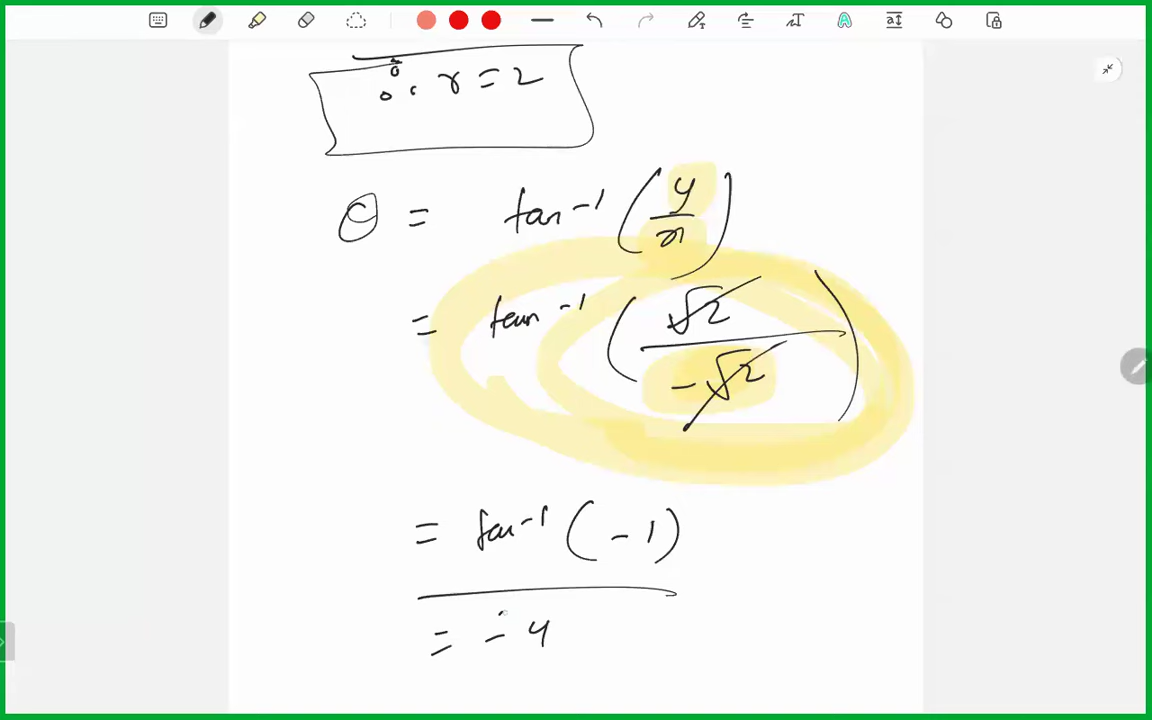 ∴ r = 2
θ = tan⁻¹ (y/x)
= tan⁻¹ (√2/-√2)
= tan⁻¹ (-1)
= - 4